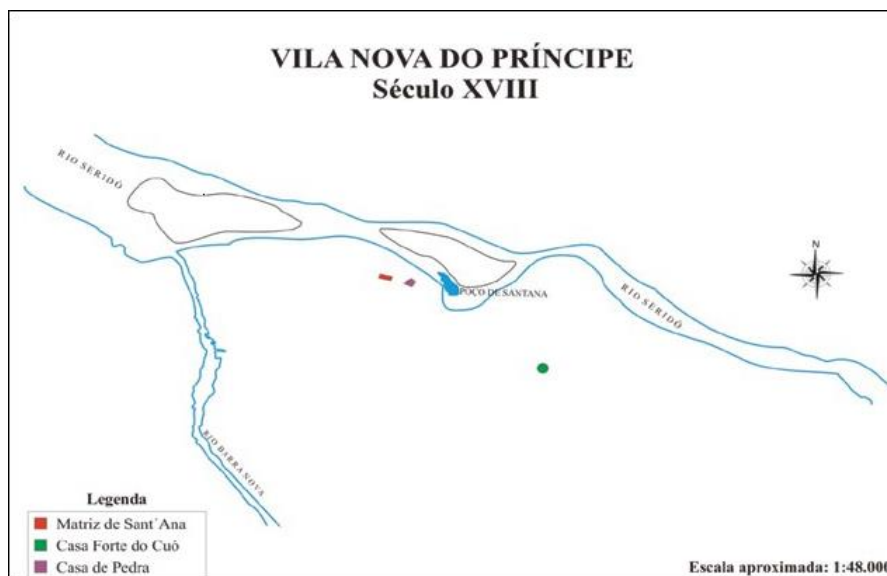 VILA NOVA DO PRÍNCIPE
Século XVIII
RIO SERIDÓ
N
POÇO DE SANTANA
RIO SERIDÓ
RIO BARRA NOVA
Legenda
Matriz de Sant´Ana
Casa Forte do Cuó
Casa de Pedra
Escala aproximada: 1:48.000